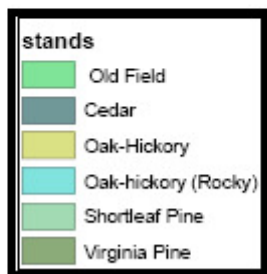 stands
Old Field
Cedar
Oak-Hickory
Oak-hickory (Rocky)
Shortleaf Pine
Virginia Pine